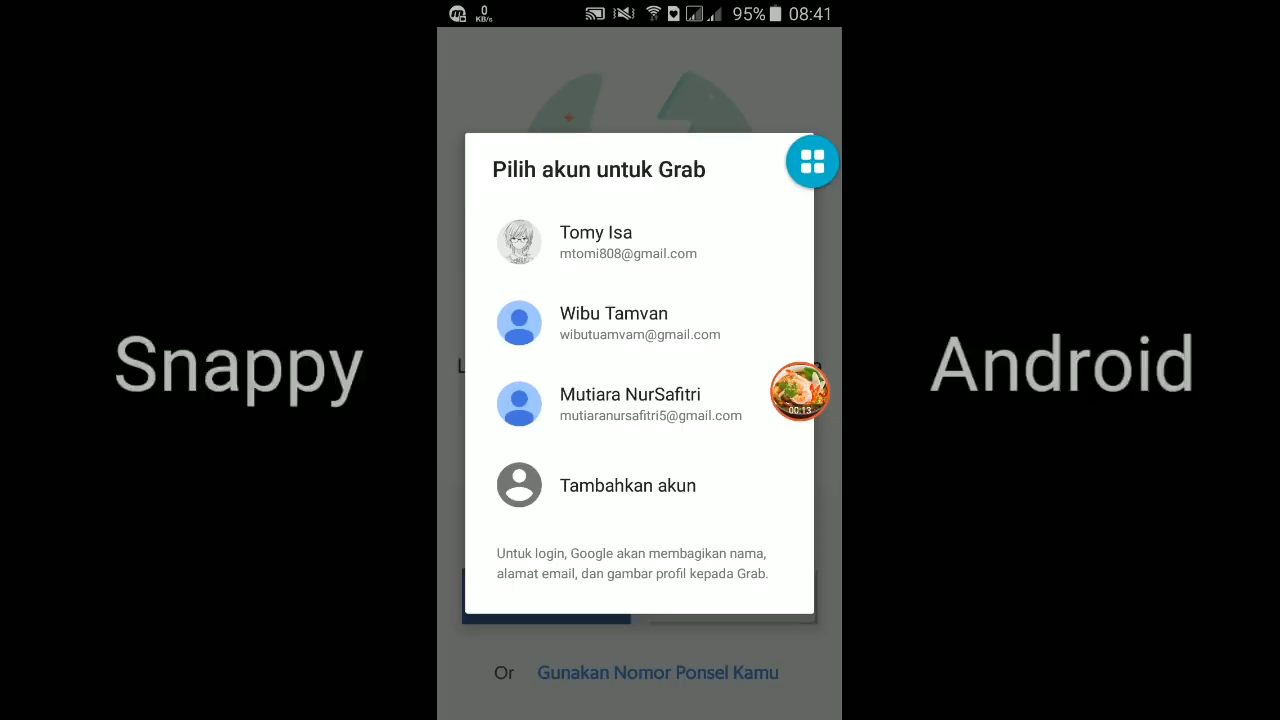 0
KB/s
95%
08:41
Pilih akun untuk Grab
Tomy Isa
mtomi808@gmail.com
Wibu Tamvan
wibutuamvam@gmail.com
Mutiara NurSafitri
mutiaranursafitri5@gmail.com
00:13
Tambahkan akun
Untuk login, Google akan membagikan nama,
alamat email, dan gambar profil kepada Grab.
Or
Gunakan Nomor Ponsel Kamu
Snappy
Android